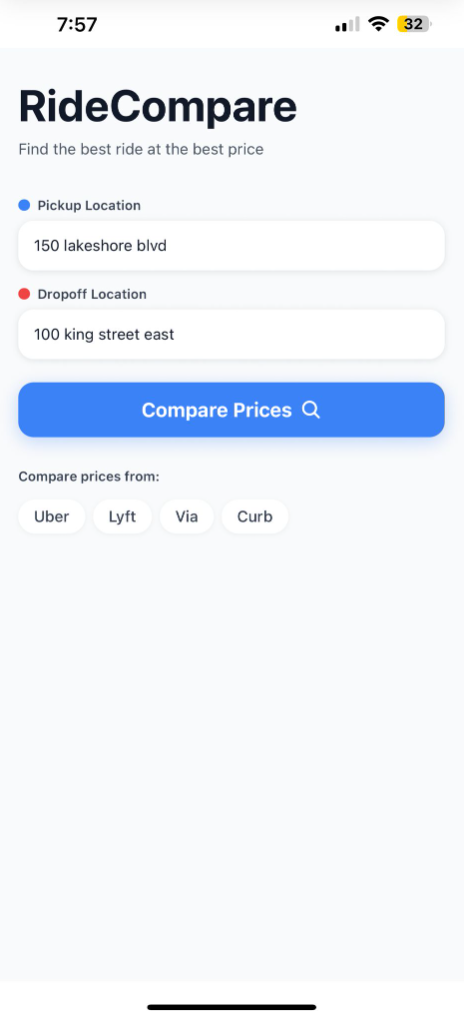 7:57
32
RideCompare
Find the best ride at the best price
Pickup Location
150 lakeshore blvd
Dropoff Location
100 king street east
Compare Prices
Compare prices from:
Uber Lyft Via Curb